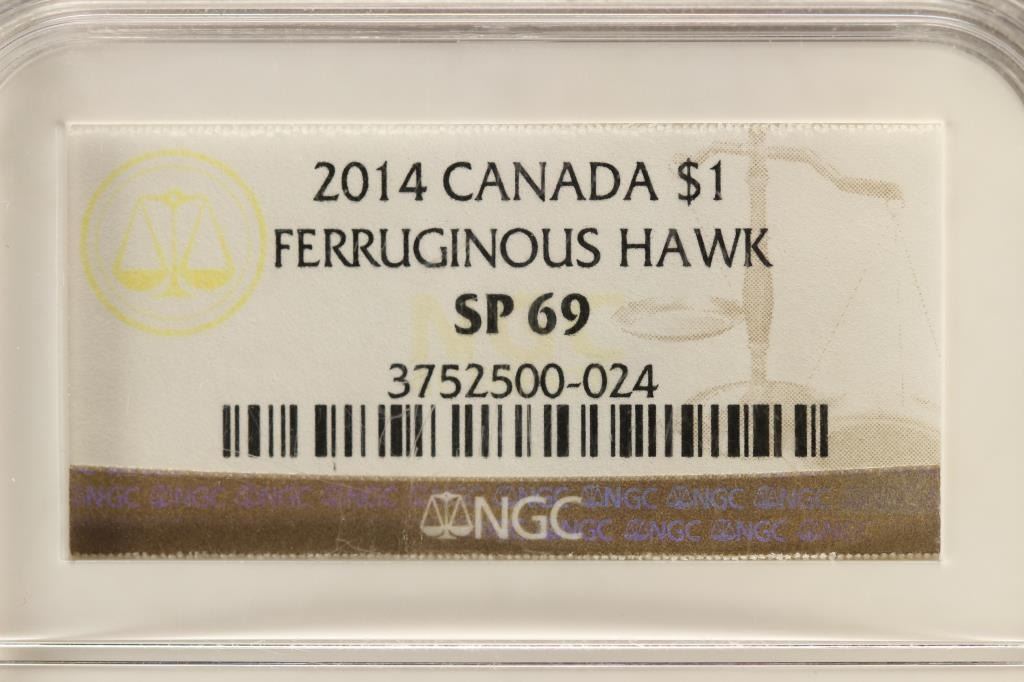 2014 CANADA $1
FERRUGINOUS HAWK
SP 69
3752500-024
NGC